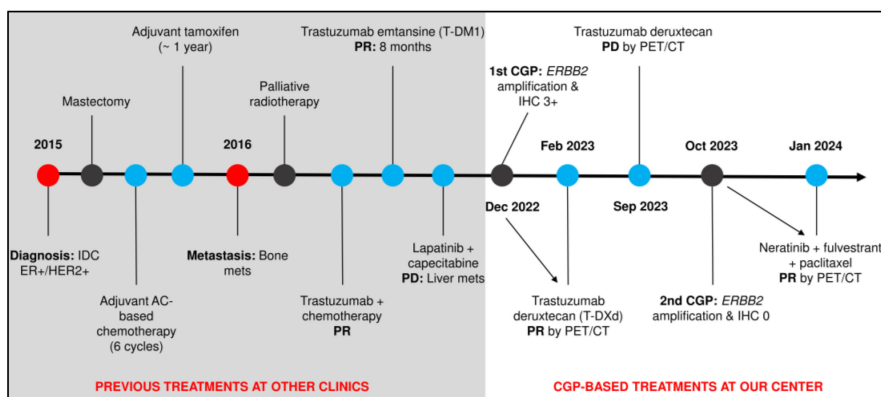 Adjuvant tamoxifen
(~ 1 year)
Trastuzumab emtansine (T-DM1)
PR: 8 months
Trastuzumab deruxtecan
PD by PET/CT
1st CGP: ERBB2
amplification &
IHC 3+
Mastectomy
Palliative
radiotherapy
2015
2016
Feb 2023
Oct 2023
Jan 2024
Dec 2022
Sep 2023
Diagnosis: IDC
ER+/HER2+
Metastasis: Bone
mets
Lapatinib +
capecitabine
PD: Liver mets
Neratinib + fulvestrant
+ paclitaxel
PR by PET/CT
Adjuvant AC-
based
chemotherapy
(6 cycles)
Trastuzumab +
chemotherapy
PR
Trastuzumab
deruxtecan (T-DXd)
PR by PET/CT
2nd CGP: ERBB2
amplification & IHC 0
PREVIOUS TREATMENTS AT OTHER CLINICS
CGP-BASED TREATMENTS AT OUR CENTER